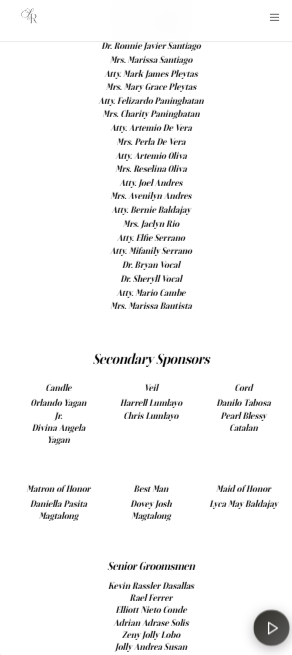 SR
Dr. Ronnie Javier Santiago
Mrs. Marissa Santiago
Atty. Mark James Pleytas
Mrs. Mary Grace Pleytas
Atty. Felizardo Paningbatan
Mrs. Charity Paningbatan
Atty. Artemio De Vera
Mrs. Perla De Vera
Atty. Artemio Oliva
Mrs. Roselina Oliva
Atty. Joel Andres
Mrs. Avenilyn Andres
Atty. Bernie Baldajay
Mrs. Jaclyn Rio
Atty. Elfie Serrano
Atty. Mifanily Serrano
Dr. Bryan Vocal
Dr. Sheryll Vocal
Atty. Mario Cambe
Mrs. Marissa Bautista
Secondary Sponsors
Candle
Orlando Yagan
Jr.
Divina Angela
Yagan
Veil
Harrell Lumlayo
Chris Lumlayo
Cord
Danilo Tabosa
Pearl Blessy
Catalan
Matron of Honor
Daniella Pasita
Magtalong
Best Man
Dovey Josh
Magtalong
Maid of Honor
Lyca May Baldajay
Senior Groomsmen
Kevin Rassler Dasallas
Rael Ferrer
Elliott Nieto Conde
Adrian Adrase Solis
Zeny Jolly Lobo
Jolly Andrea Susan